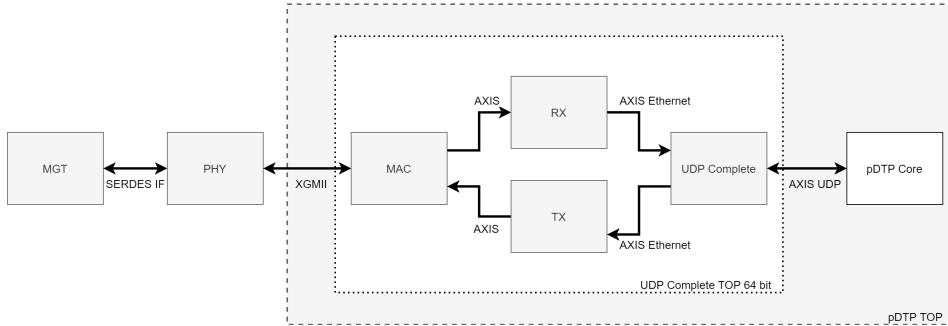 AXIS
RX
AXIS Ethernet
MGT
SERDES IF
PHY
XGMII
MAC
UDP Complete
AXIS UDP
pDTP Core
AXIS
TX
AXIS Ethernet
UDP Complete TOP 64 bit
pDTP TOP